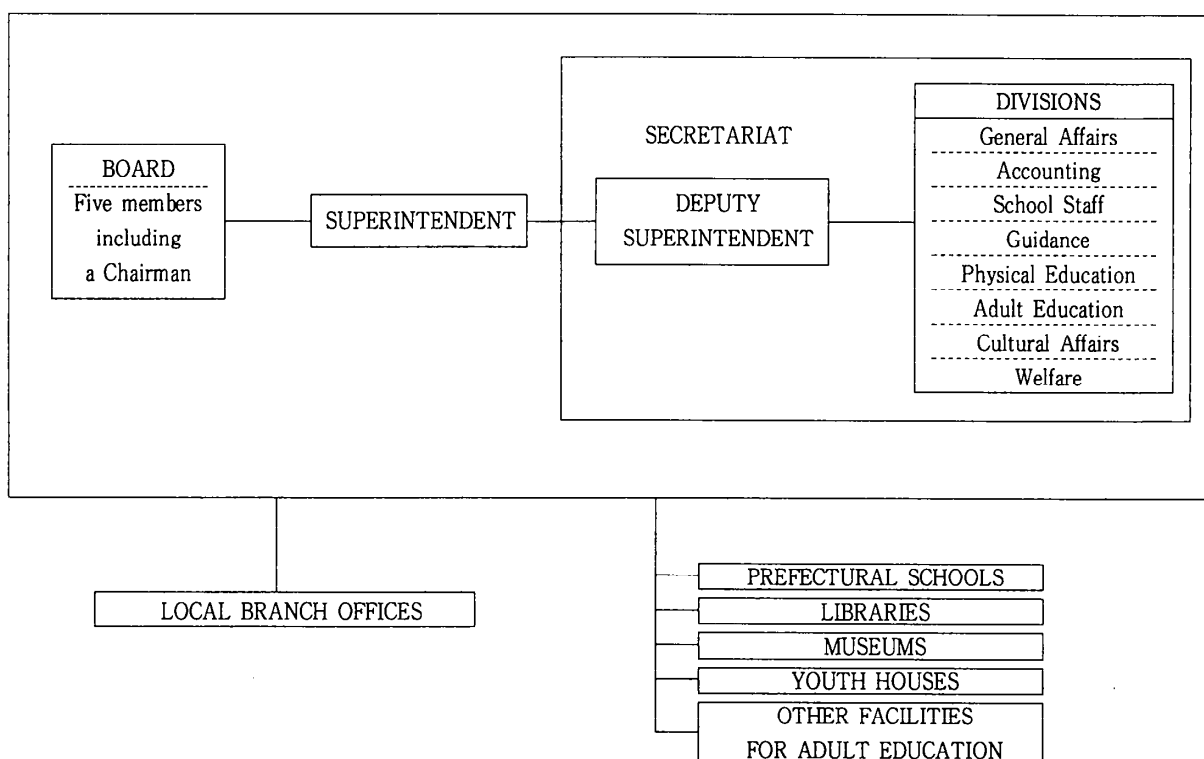 BOARD
Five members
including
a Chairman
SUPERINTENDENT
SECRETARIAT
DEPUTY
SUPERINTENDENT
DIVISIONS
General Affairs
Accounting
School Staff
Guidance
Physical Education
Adult Education
Cultural Affairs
Welfare
LOCAL BRANCH OFFICES
PREFECTURAL SCHOOLS
LIBRARIES
MUSEUMS
YOUTH HOUSES
OTHER FACILITIES
FOR ADULT EDUCATION